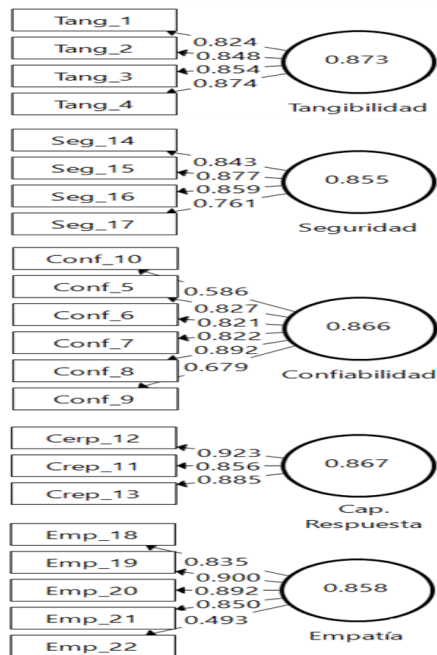 Tang_1
0.824
Tang_2
0.848
Tang_3
0.854
Tang_4
0.874
0.873
Tangibilidad
Seg_14
0.843
Seg_15
0.877
Seg_16
0.859
Seg_17
0.761
0.855
Seguridad
Conf_10
0.586
Conf_5
0.827
Conf_6
0.821
Conf_7
0.822
Conf_8
0.892
Conf_9
0.679
0.866
Confiabilidad
Cerp_12
0.923
Crep_11
0.856
Crep_13
0.885
0.867
Cap.
Respuesta
Emp_18
0.835
Emp_19
0.900
Emp_20
0.892
Emp_21
0.850
Emp_22
0.493
0.858
Empatía